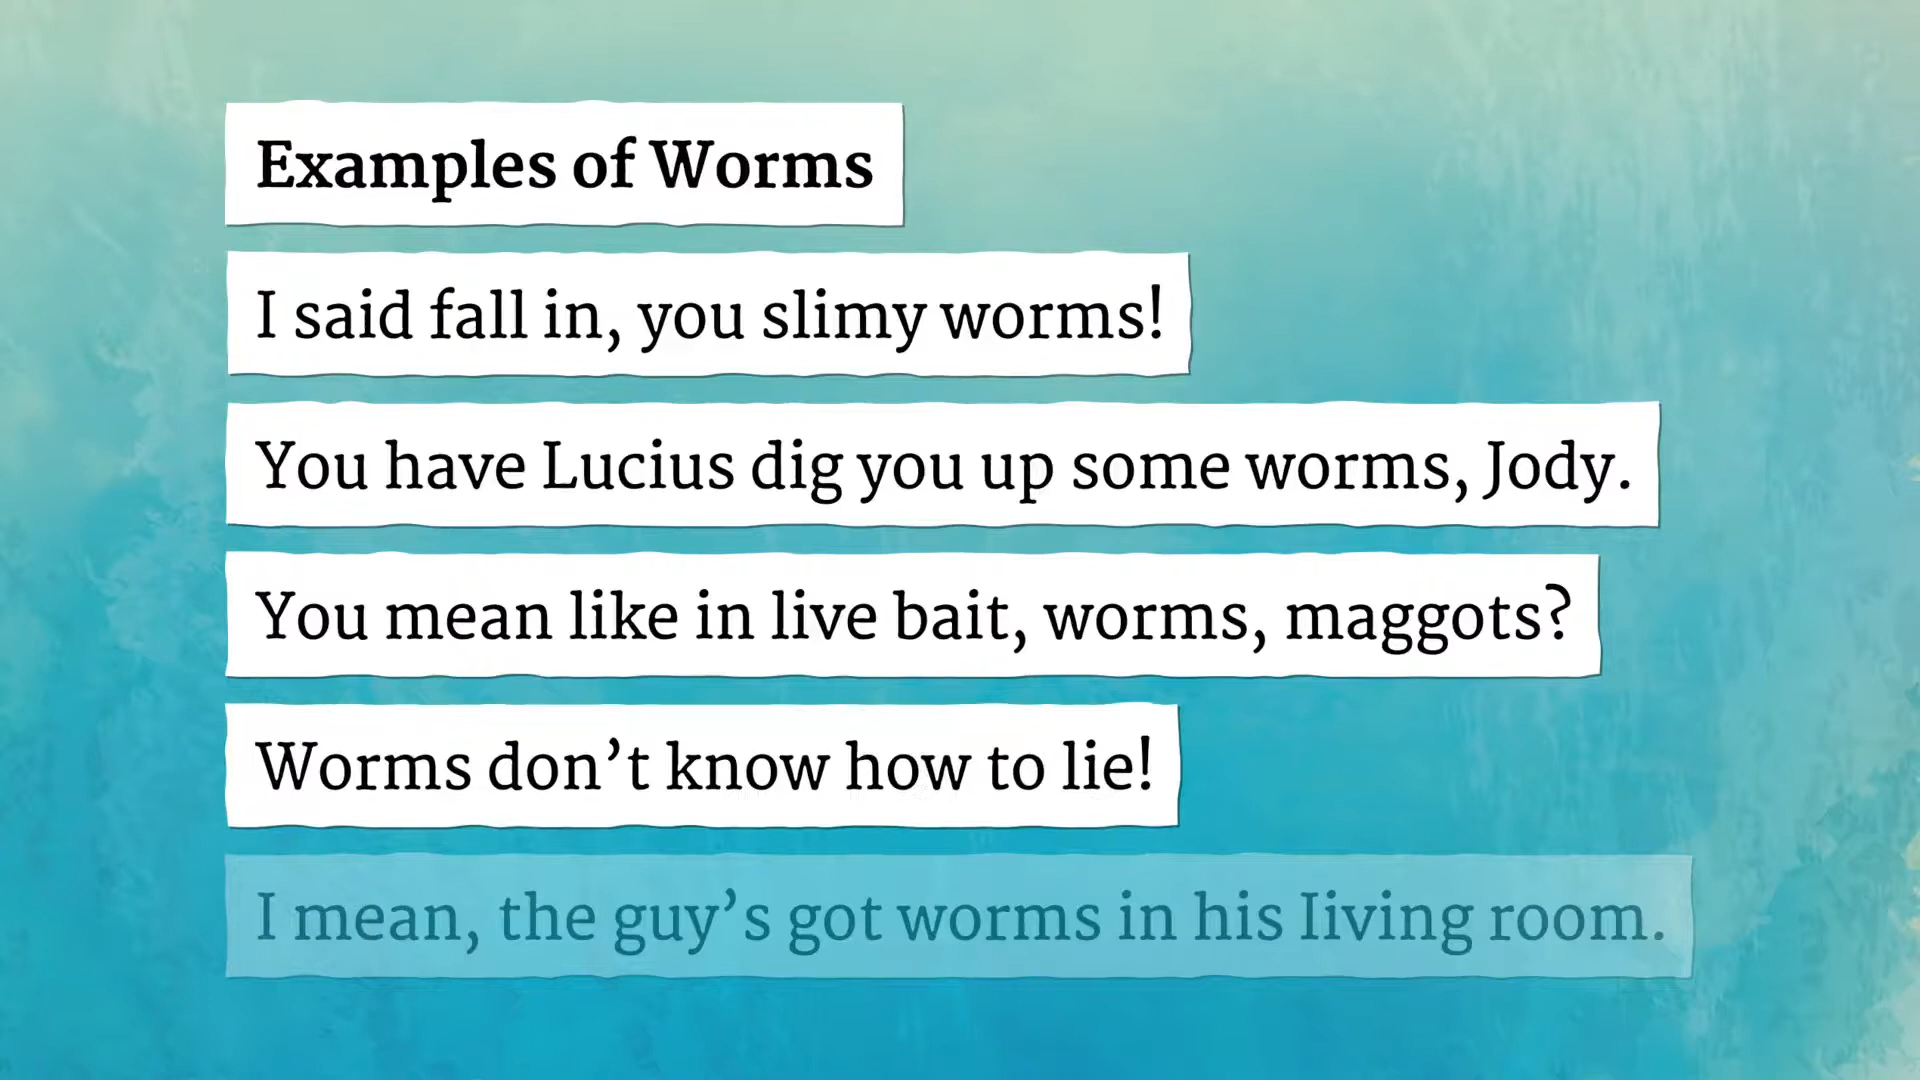 Examples of Worms
I said fall in, you slimy worms!
You have Lucius dig you up some worms, Jody.
You mean like in live bait, worms, maggots?
Worms don’t know how to lie!
I mean, the guy’s got worms in his Iiving room.